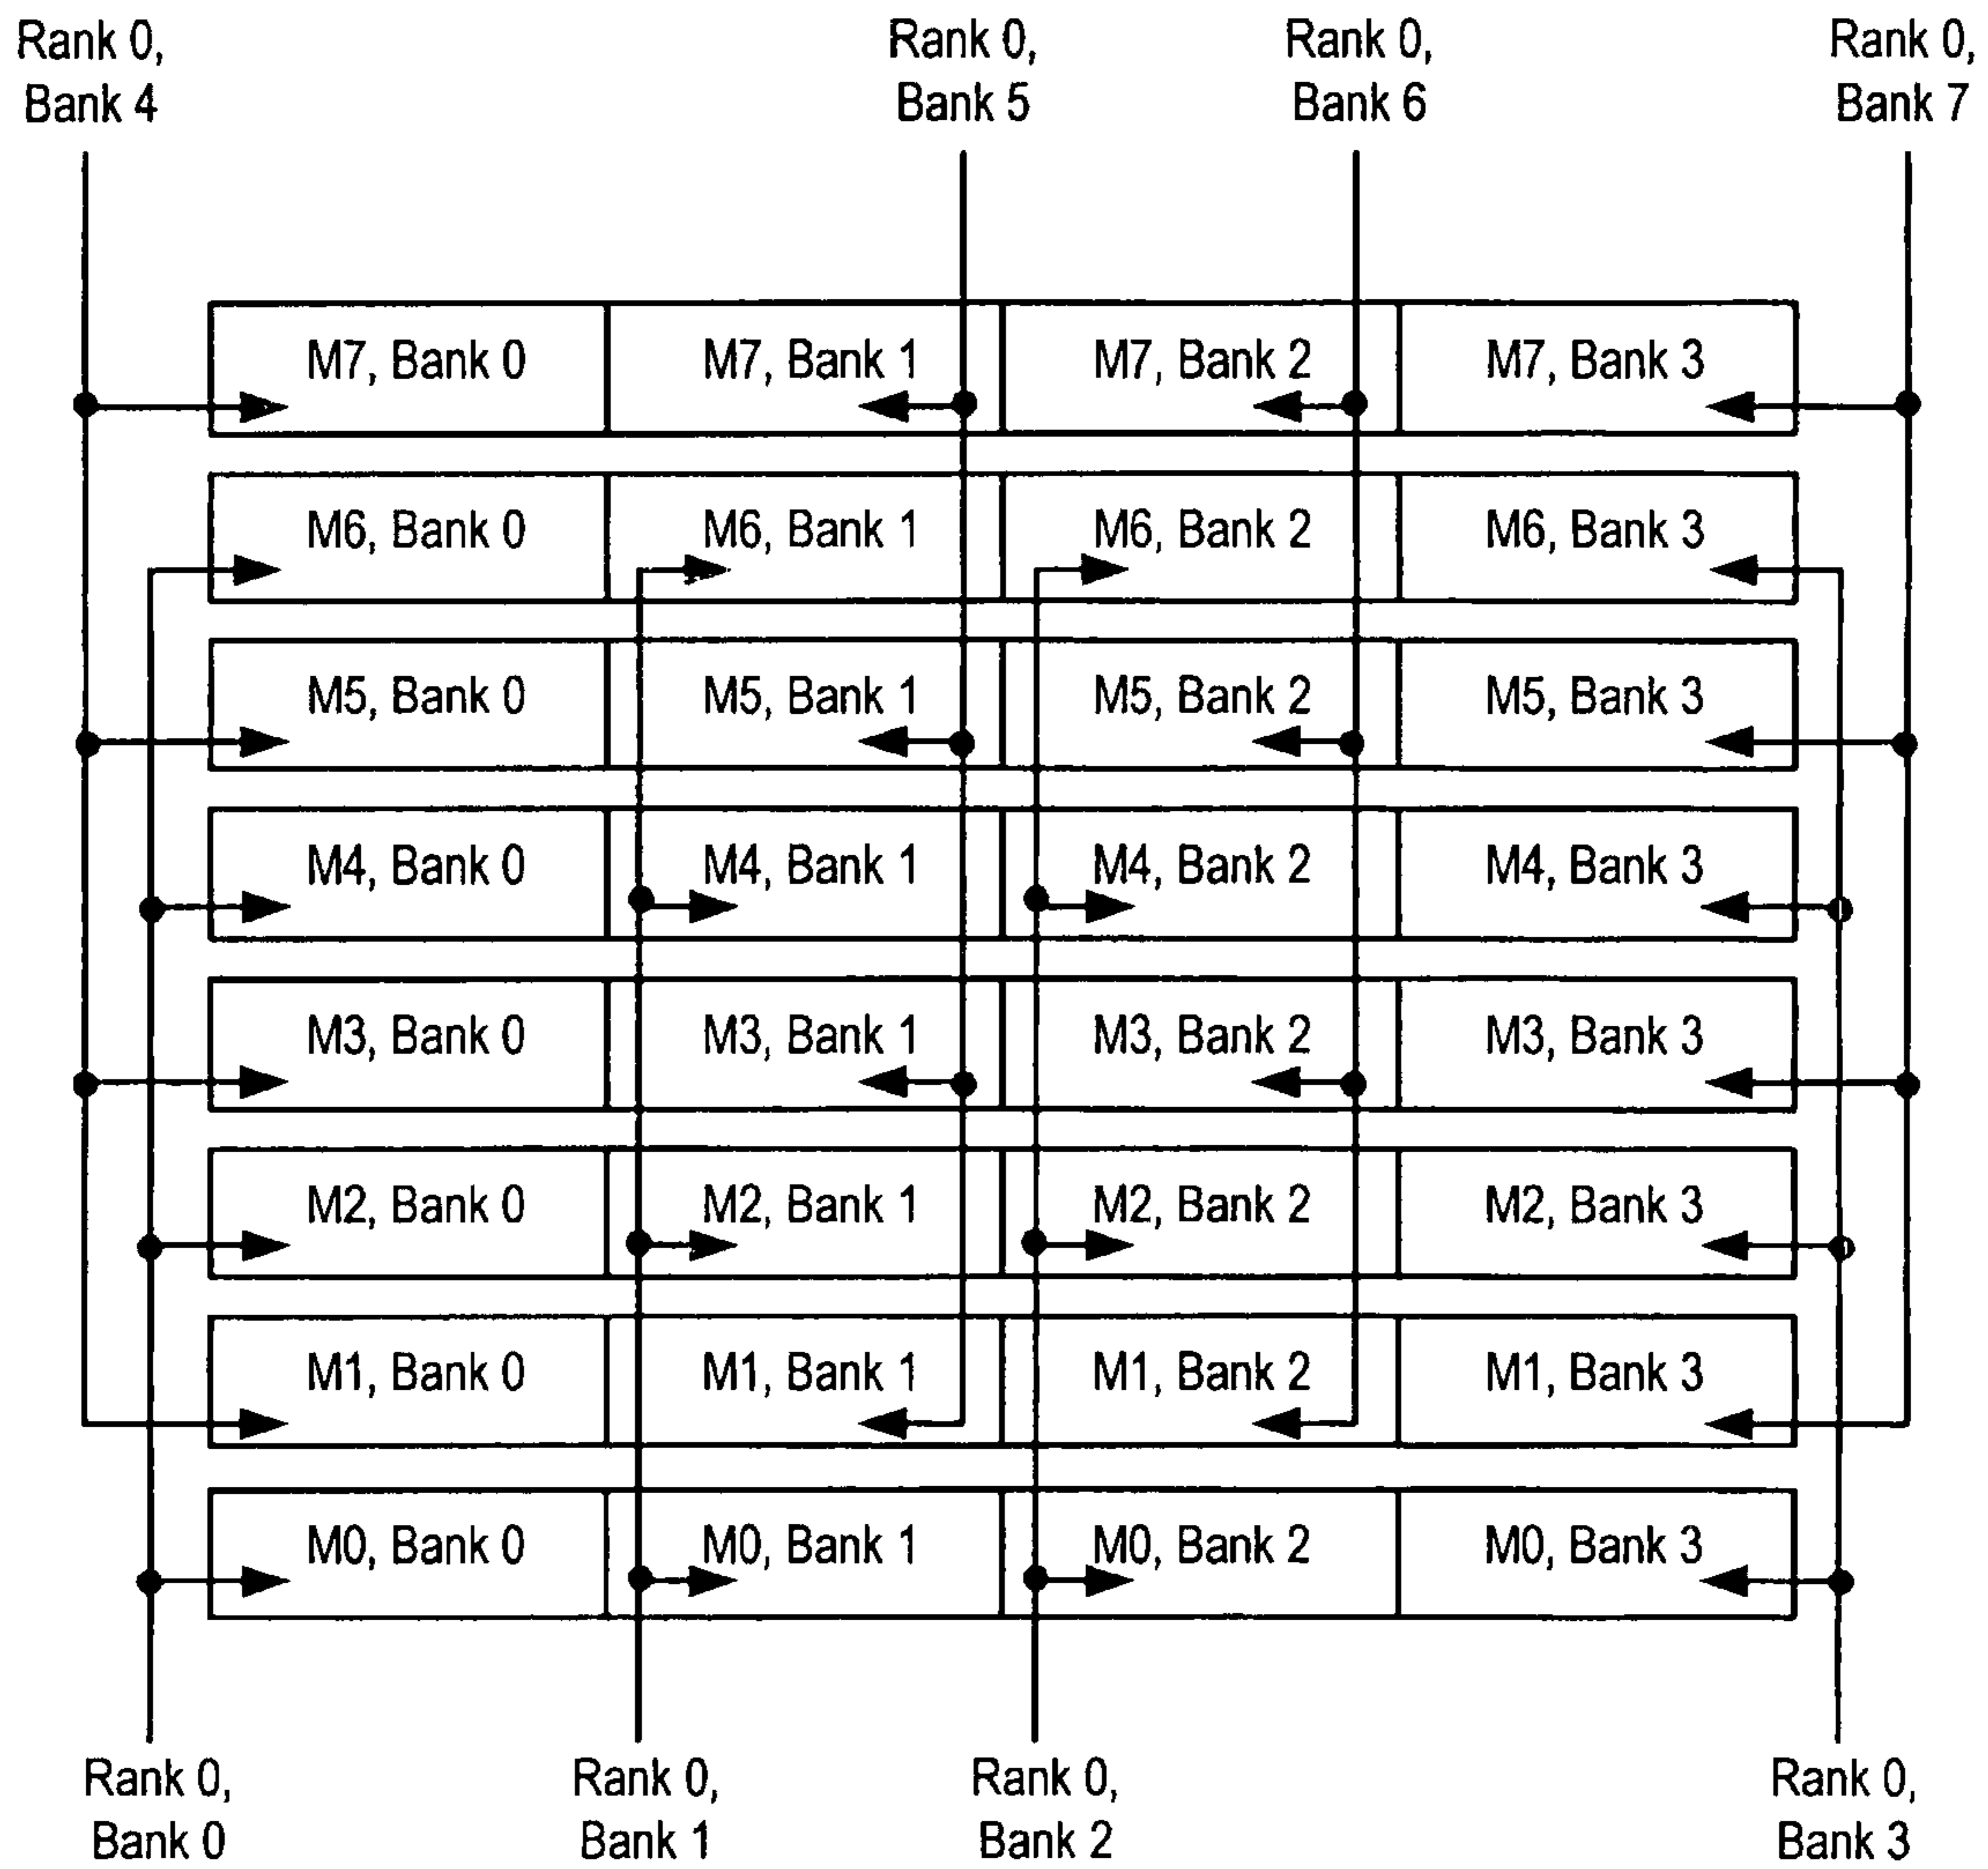 Rank 0,
Bank 4
Rank 0,
Bank 5
Rank 0,
Bank 6
Rank 0,
Bank 7
M7, Bank 0
M7, Bank 1
M7, Bank 2
M7, Bank 3
M6, Bank 0
M6, Bank 1
M6, Bank 2
M6, Bank 3
M5, Bank 0
M5, Bank 1
M5, Bank 2
M5, Bank 3
M4, Bank 0
M4, Bank 1
M4, Bank 2
M4, Bank 3
M3, Bank 0
M3, Bank 1
M3, Bank 2
M3, Bank 3
M2, Bank 0
M2, Bank 1
M2, Bank 2
M2, Bank 3
M1, Bank 0
M1, Bank 1
M1, Bank 2
M1, Bank 3
M0, Bank 0
M0, Bank 1
M0, Bank 2
M0, Bank 3
Rank 0,
Bank 0
Rank 0,
Bank 1
Rank 0,
Bank 2
Rank 0,
Bank 3